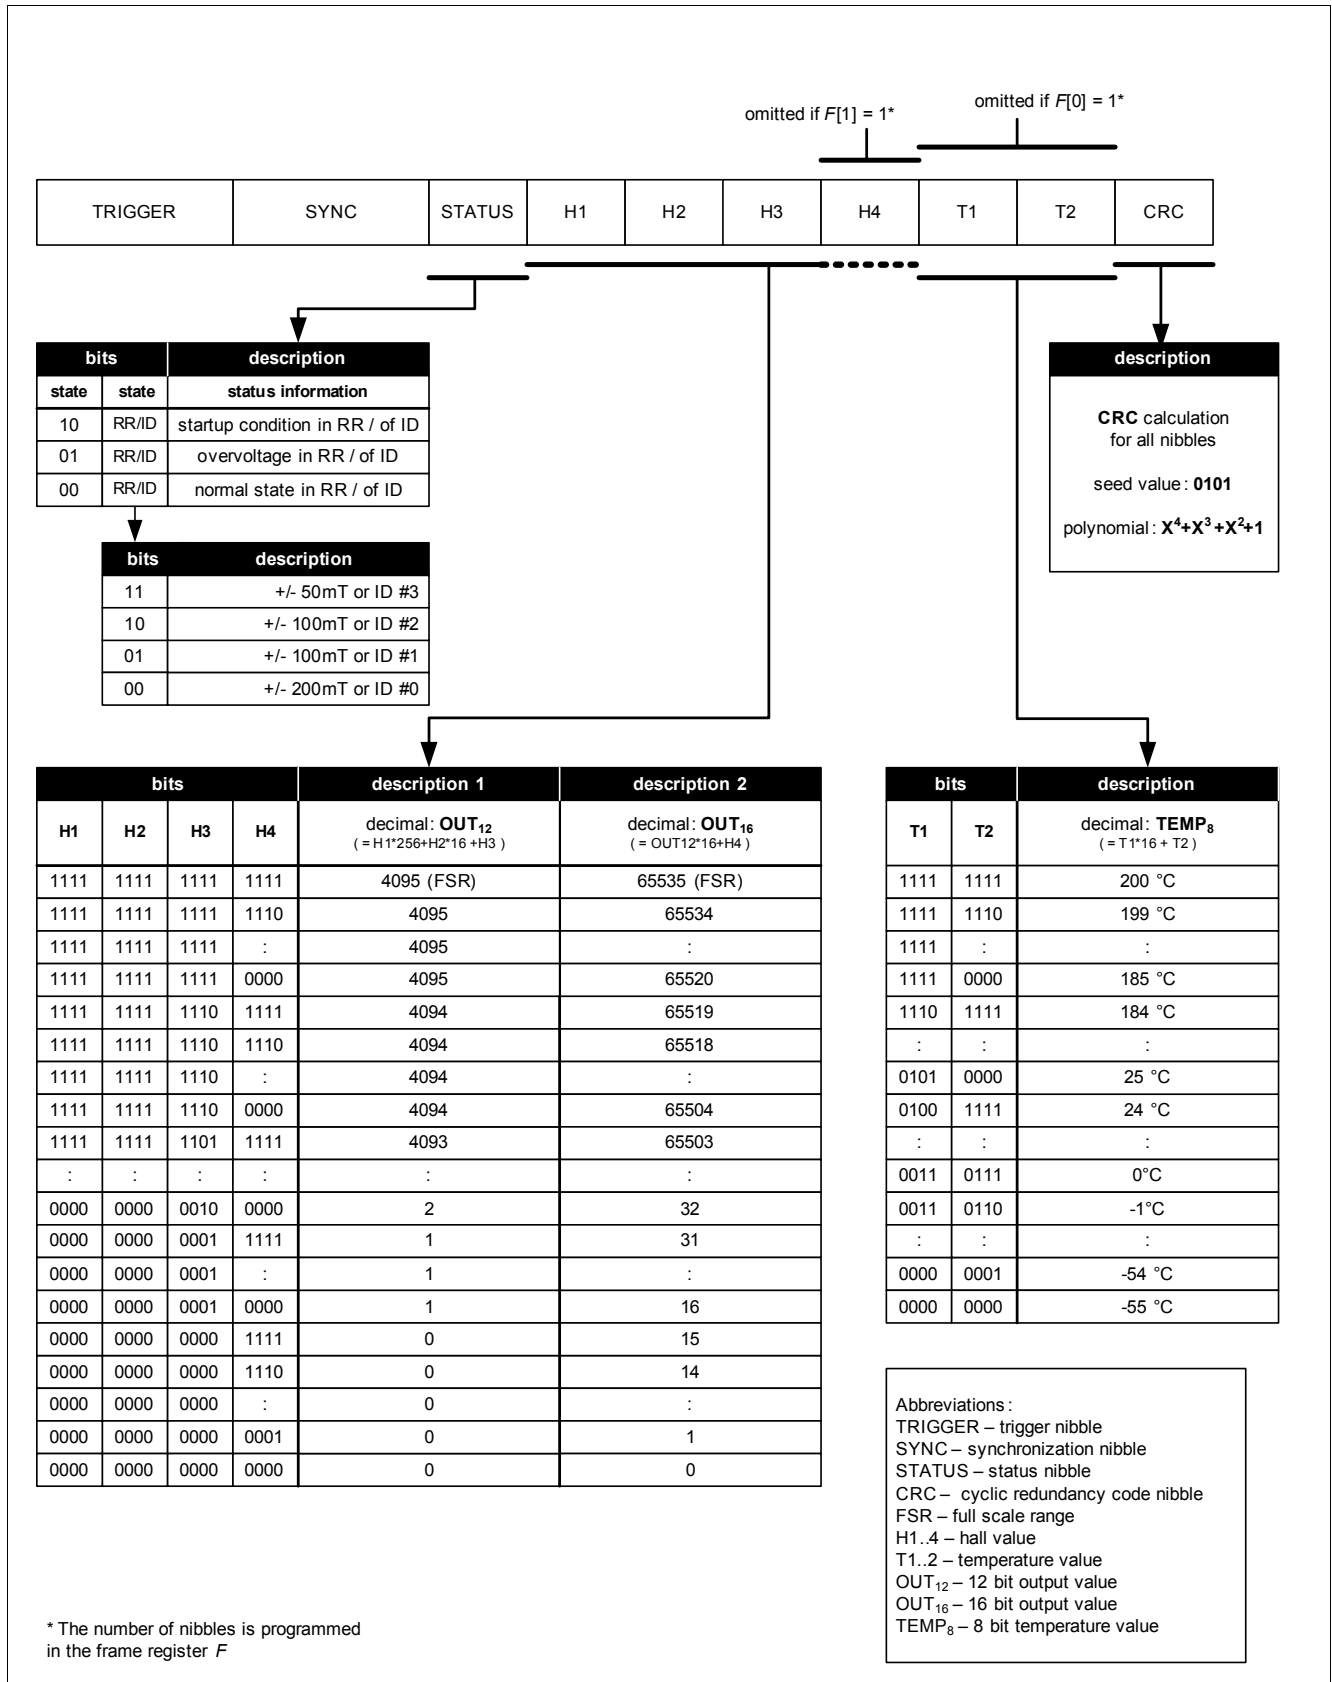 omitted if F[1] = 1*
omitted if F[0] = 1*
TRIGGER SYNC STATUS H1 H2 H3 H4 T1 T2 CRC
bits description
state state status information
10 RR/ID startup condition in RR / of ID
01 RR/ID overvoltage in RR / of ID
00 RR/ID normal state in RR / of ID
bits description
11 +/- 50mT or ID #3
10 +/- 100mT or ID #2
01 +/- 100mT or ID #1
00 +/- 200mT or ID #0
description
CRC calculation
for all nibbles
seed value : 0101
polynomial : X⁴+X³+X²+1
bits description 1 description 2
H1 H2 H3 H4 decimal: OUT₁₂ decimal: OUT₁₆
( = H1*256+H2*16 +H3 ) ( = OUT12*16+H4 )
1111 1111 1111 1111 4095 (FSR) 65535 (FSR)
1111 1111 1111 1110 4095 65534
1111 1111 1111 : 4095 :
1111 1111 1111 0000 4095 65520
1111 1111 1110 1111 4094 65519
1111 1111 1110 1110 4094 65518
1111 1111 1110 : 4094 :
1111 1111 1110 0000 4094 65504
1111 1111 1101 1111 4093 65503
: : : : : :
0000 0000 0010 0000 2 32
0000 0000 0001 1111 1 31
0000 0000 0001 : 1 :
0000 0000 0001 0000 1 16
0000 0000 0000 1111 0 15
0000 0000 0000 1110 0 14
0000 0000 0000 : 0 :
0000 0000 0000 0001 0 1
0000 0000 0000 0000 0 0
bits description
T1 T2 decimal: TEMP₈
( = T1*16 + T2 )
1111 1111 200 °C
1111 1110 199 °C
1111 : :
1111 0000 185 °C
1110 1111 184 °C
: : :
0101 0000 25 °C
0100 1111 24 °C
: : :
0011 0111 0°C
0011 0110 -1°C
: : :
0000 0001 -54 °C
0000 0000 -55 °C
Abbreviations :
TRIGGER – trigger nibble
SYNC – synchronization nibble
STATUS – status nibble
CRC – cyclic redundancy code nibble
FSR – full scale range
H1..4 – hall value
T1..2 – temperature value
OUT₁₂ – 12 bit output value
OUT₁₆ – 16 bit output value
TEMP₈ – 8 bit temperature value
* The number of nibbles is programmed
in the frame register F